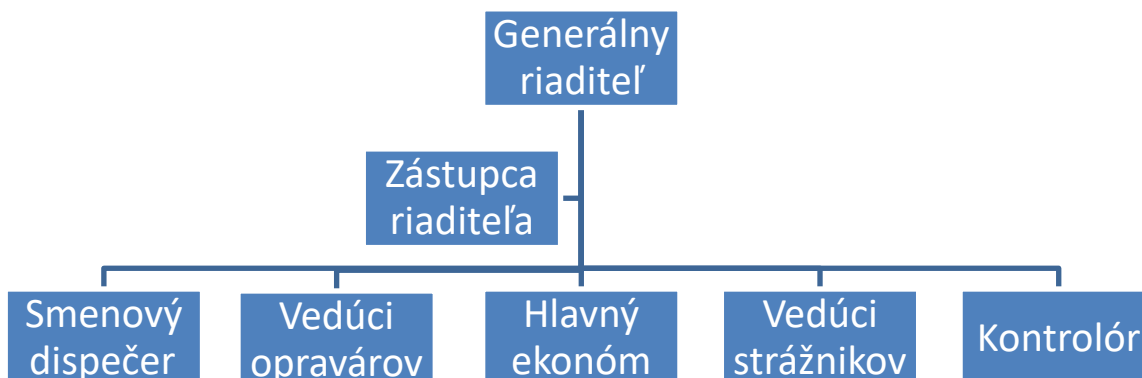 Generálny
riaditeľ
Zástupca
riaditeľa
Smenový
dispečer
Vedúci
opravárov
Hlavný
ekonóm
Vedúci
strážnikov
Kontrolór